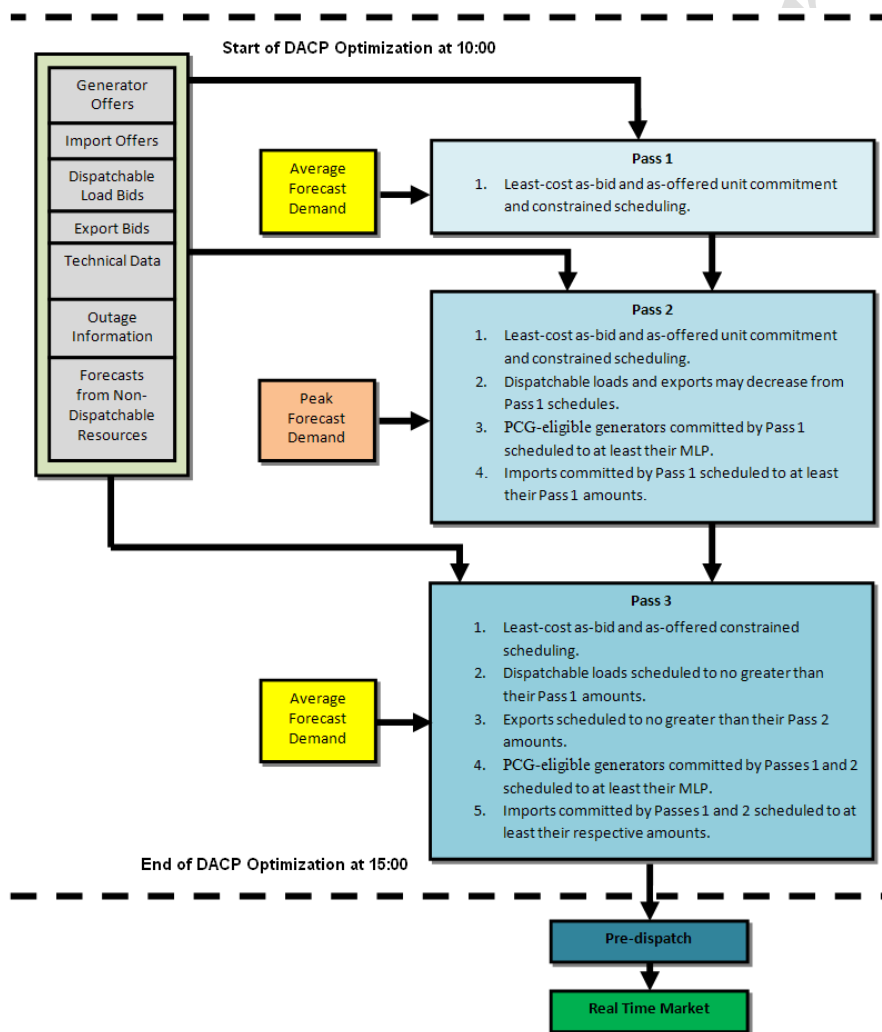 Start of DACP Optimization at 10:00
Generator
Offers
Import Offers
Dispatchable
Load Bids
Export Bids
Technical Data
Outage
Information
Forecasts
from Non-
Dispatchable
Resources
Average
Forecast
Demand
Pass 1
1. Least-cost as-bid and as-offered unit commitment
and constrained scheduling.
Peak
Forecast
Demand
Pass 2
1. Least-cost as-bid and as-offered unit commitment
and constrained scheduling.
2. Dispatchable loads and exports may decrease from
Pass 1 schedules.
3. PCG-eligible generators committed by Pass 1
scheduled to at least their MLP.
4. Imports committed by Pass 1 scheduled to at least
their Pass 1 amounts.
Average
Forecast
Demand
Pass 3
1. Least-cost as-bid and as-offered constrained
scheduling.
2. Dispatchable loads scheduled to no greater than
their Pass 1 amounts.
3. Exports scheduled to no greater than their Pass 2
amounts.
4. PCG-eligible generators committed by Passes 1 and 2
scheduled to at least their MLP.
5. Imports committed by Passes 1 and 2 scheduled to at
least their respective amounts.
End of DACP Optimization at 15:00
Pre-dispatch
Real Time Market